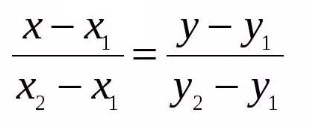 x − x₁ / x₂ − x₁ = y − y₁ / y₂ − y₁